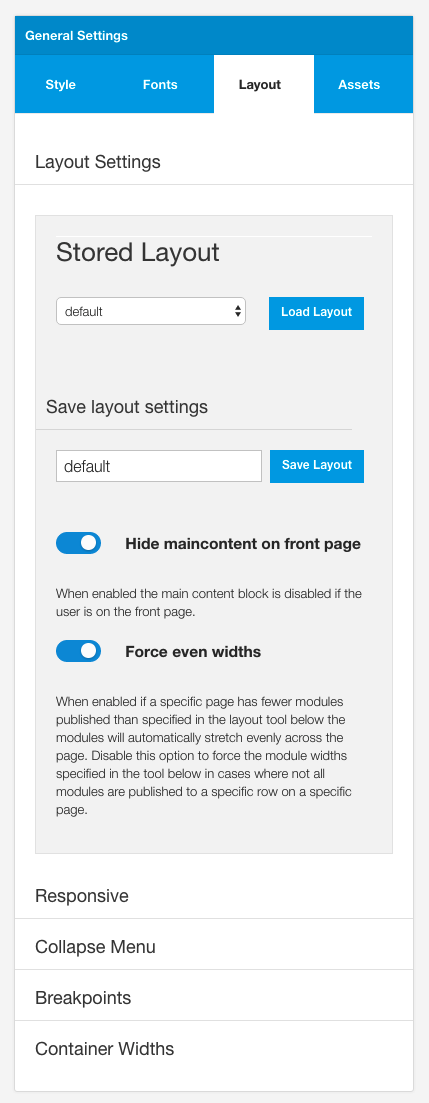 General Settings
Style
Fonts
Layout
Assets
Layout Settings
Stored Layout
default
Load Layout
Save layout settings
default
Save Layout
Hide maincontent on front page
When enabled the main content block is disabled if the
user is on the front page.
Force even widths
When enabled if a specific page has fewer modules
published than specified in the layout tool below the
modules will automatically stretch evenly across the
page. Disable this option to force the module widths
specified in the tool below in cases where not all
modules are published to a specific row on a specific
page.
Responsive
Collapse Menu
Breakpoints
Container Widths